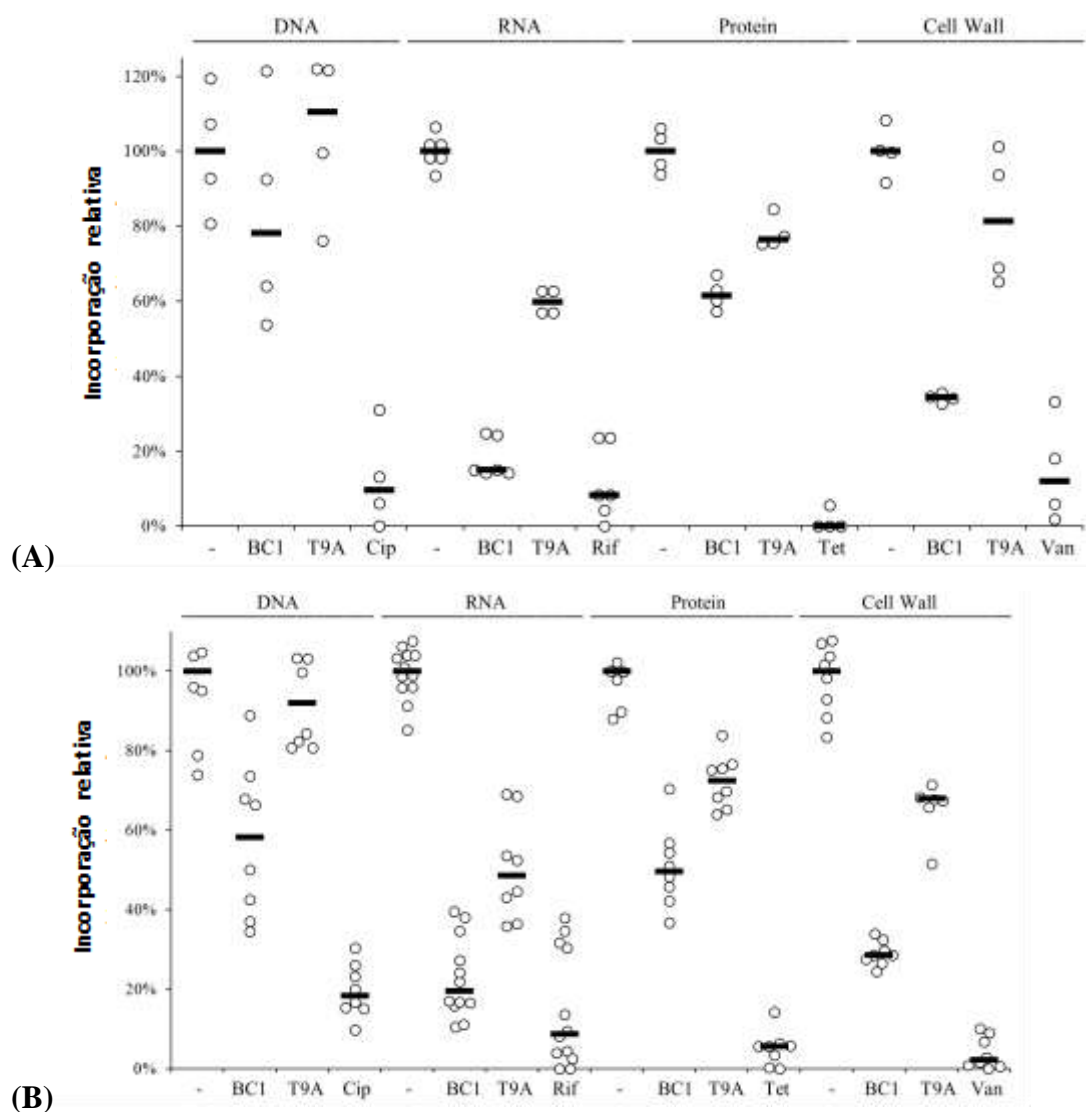 DNA RNA Protein Cell Wall
120%
100%
80%
60%
40%
20%
0%
Incorporação relativa
- BC1 T9A Cip - BC1 T9A Rif - BC1 T9A Tet - BC1 T9A Van
(A)
DNA RNA Protein Cell Wall
100%
80%
60%
40%
20%
0%
Incorporação relativa
- BC1 T9A Cip - BC1 T9A Rif - BC1 T9A Tet - BC1 T9A Van
(B)